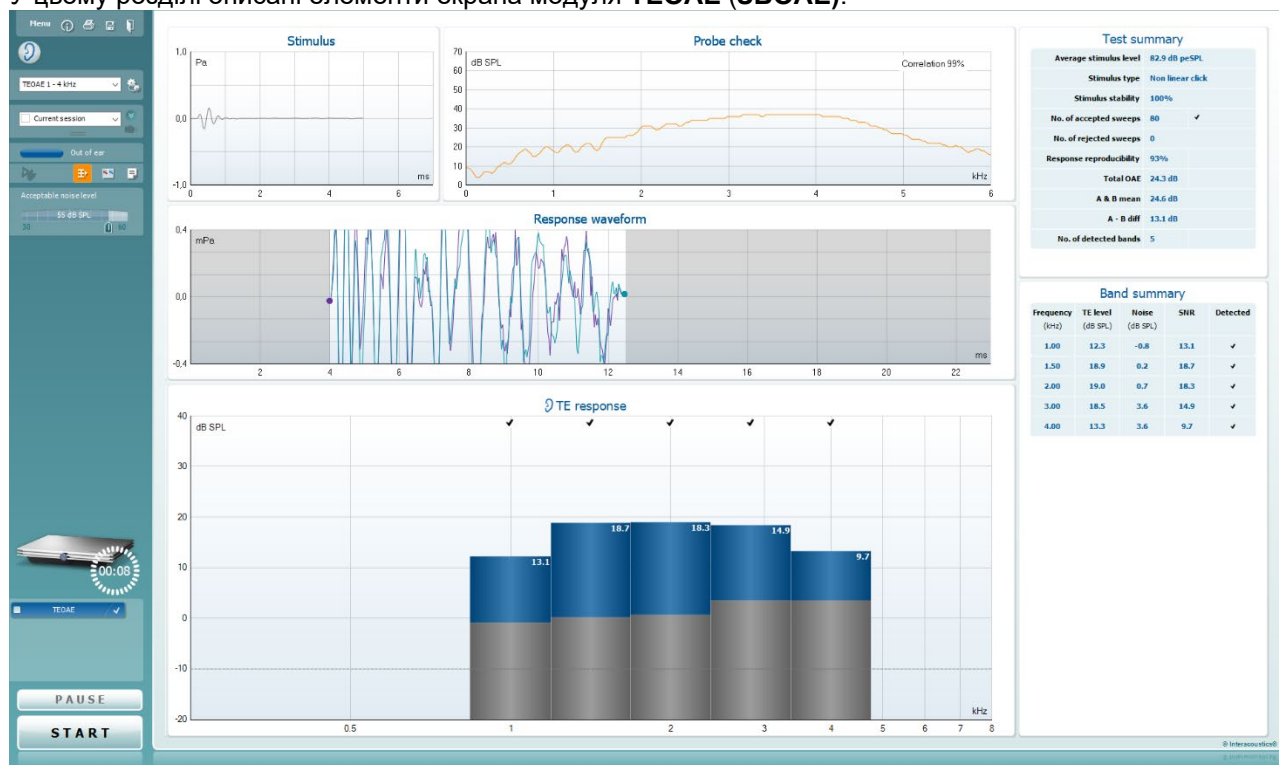 У цьому розділі описані елементи екрана модуля TEOAE (SBOAE).
Menu
TEOAE 1 - 4 kHz
Current session
Out of ear
Acceptable noise level
55 dB SPL
30 60
00:08
TEOAE
PAUSE
START
Stimulus
1,0
Pa
0,0
-1,0
ms
0 2 4 6
Probe check
70
dB SPL
Correlation 99%
60
50
40
30
20
10
0
kHz
0 1 2 3 4 5 6
Response waveform
0,4
mPa
0,0
-0,4
ms
2 4 6 8 10 12 14 16 18 20 22
TE response
40
dB SPL
30
20
10
0
-10
-20
13.1 18.7 18.3 14.9 9.7
kHz
0.5 1 2 3 4 5 6 7 8
Test summary
Average stimulus level 82.9 dB peSPL
Stimulus type Non linear click
Stimulus stability 100%
No. of accepted sweeps 80 ✔
No. of rejected sweeps 0
Response reproducibility 93%
Total OAE 24.3 dB
A & B mean 24.6 dB
A - B diff 13.1 dB
No. of detected bands 5
Band summary
Frequency TE level Noise SNR Detected
(kHz) (dB SPL) (dB SPL)
1.00 12.3 -0.8 13.1 ✔
1.50 18.9 0.2 18.7 ✔
2.00 19.0 0.7 18.3 ✔
3.00 18.5 3.6 14.9 ✔
4.00 13.3 3.6 9.7 ✔
© Interacoustics®